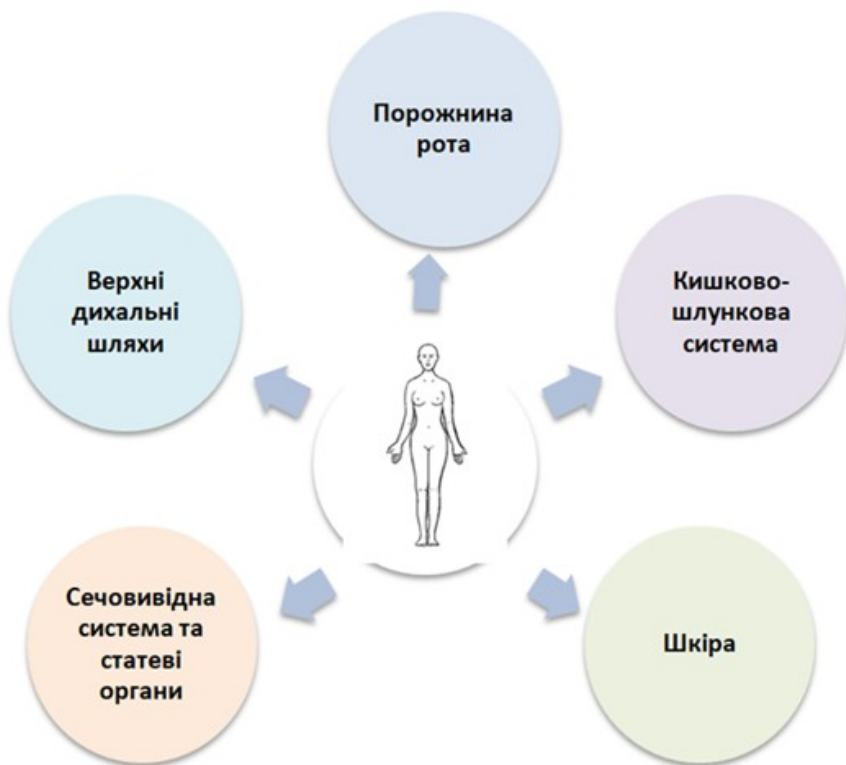 Порожнина
рота
Верхні
дихальні
шляхи
Кишково-
шлункова
система
Сечовивідна
система та
статеві
органи
Шкіра